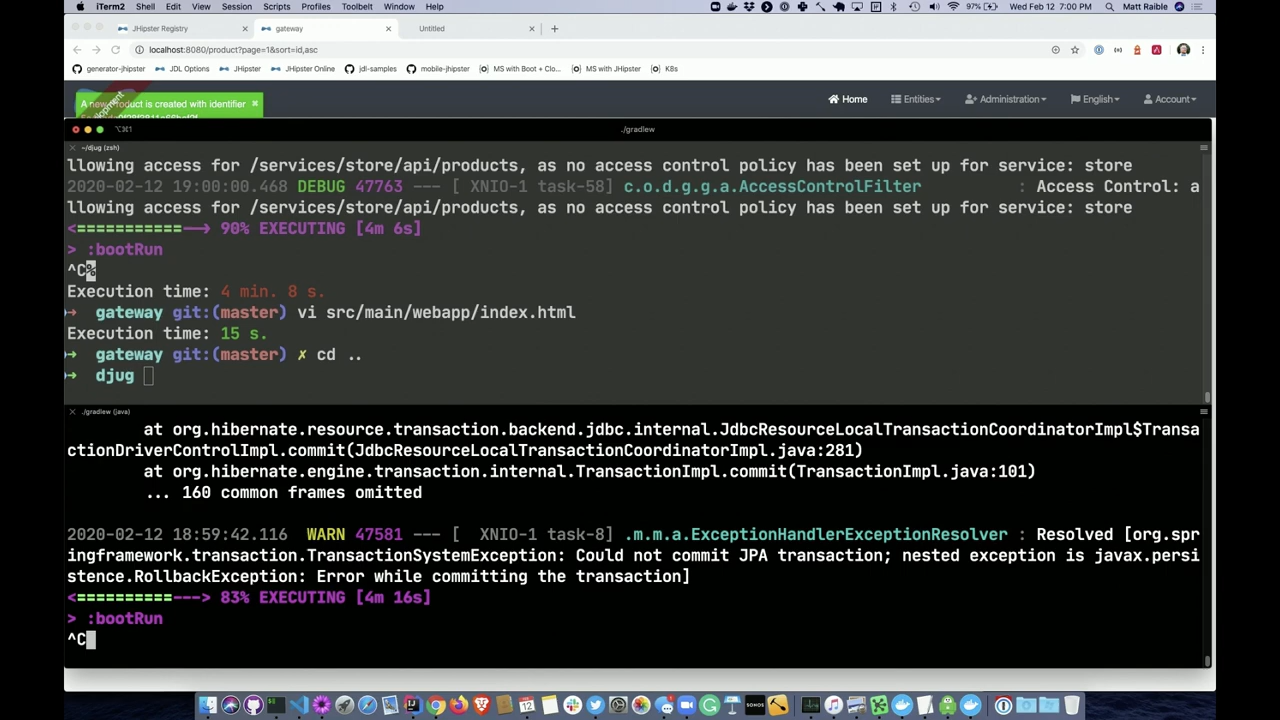 iTerm2 Shell Edit View Session Scripts Profiles Toolbelt Window Help 97% Wed Feb 12 7:00 PM Matt Raible
JHipster Registry × gateway × Untitled × +
localhost:8080/product?page=1&sort=id,asc
generator-jhipster JDL Options JHipster JHipster Online jdl-samples mobile-jhipster MS with Boot + Clo... MS with JHipster K8s
A new Product is created with identifier ×
Home Entities Administration English Account
./gradlew
~/djug (zsh)
llowing access for /services/store/api/products, as no access control policy has been set up for service: store
2020-02-12 19:00:00.468 DEBUG 47763 --- [ XNIO-1 task-58] c.o.d.g.g.a.AccessControlFilter : Access Control: a
llowing access for /services/store/api/products, as no access control policy has been set up for service: store
<===========--> 90% EXECUTING [4m 6s]
> :bootRun
^C%
Execution time: 4 min. 8 s.
➜ gateway git:(master) vi src/main/webapp/index.html
Execution time: 15 s.
➜ gateway git:(master) ✗ cd ..
➜ djug
./gradlew (java)
at org.hibernate.resource.transaction.backend.jdbc.internal.JdbcResourceLocalTransactionCoordinatorImpl$Transa
ctionDriverControlImpl.commit(JdbcResourceLocalTransactionCoordinatorImpl.java:281)
at org.hibernate.engine.transaction.internal.TransactionImpl.commit(TransactionImpl.java:101)
... 160 common frames omitted
2020-02-12 18:59:42.116 WARN 47581 --- [ XNIO-1 task-8] .m.m.a.ExceptionHandlerExceptionResolver : Resolved [org.spr
ingframework.transaction.TransactionSystemException: Could not commit JPA transaction; nested exception is javax.persi
stence.RollbackException: Error while committing the transaction]
<==========---> 83% EXECUTING [4m 16s]
> :bootRun
^C